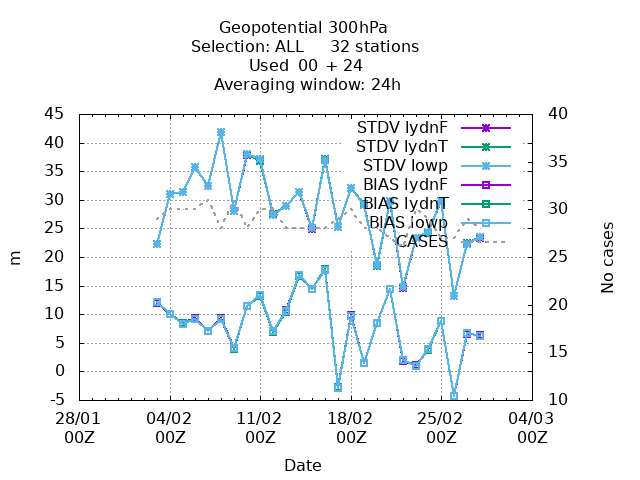 Geopotential 300hPa
Selection: ALL     32 stations
Used  00 + 24
Averaging window: 24h
45
40
35
30
25
20
15
10
5
0
-5
m
40
35
30
25
20
15
10
No cases
STDV lydnF
STDV lydnT
STDV lowp
BIAS lydnF
BIAS lydnT
BIAS lowp
CASES
28/01 04/02 11/02 18/02 25/02 04/03
00Z 00Z 00Z 00Z 00Z 00Z
Date